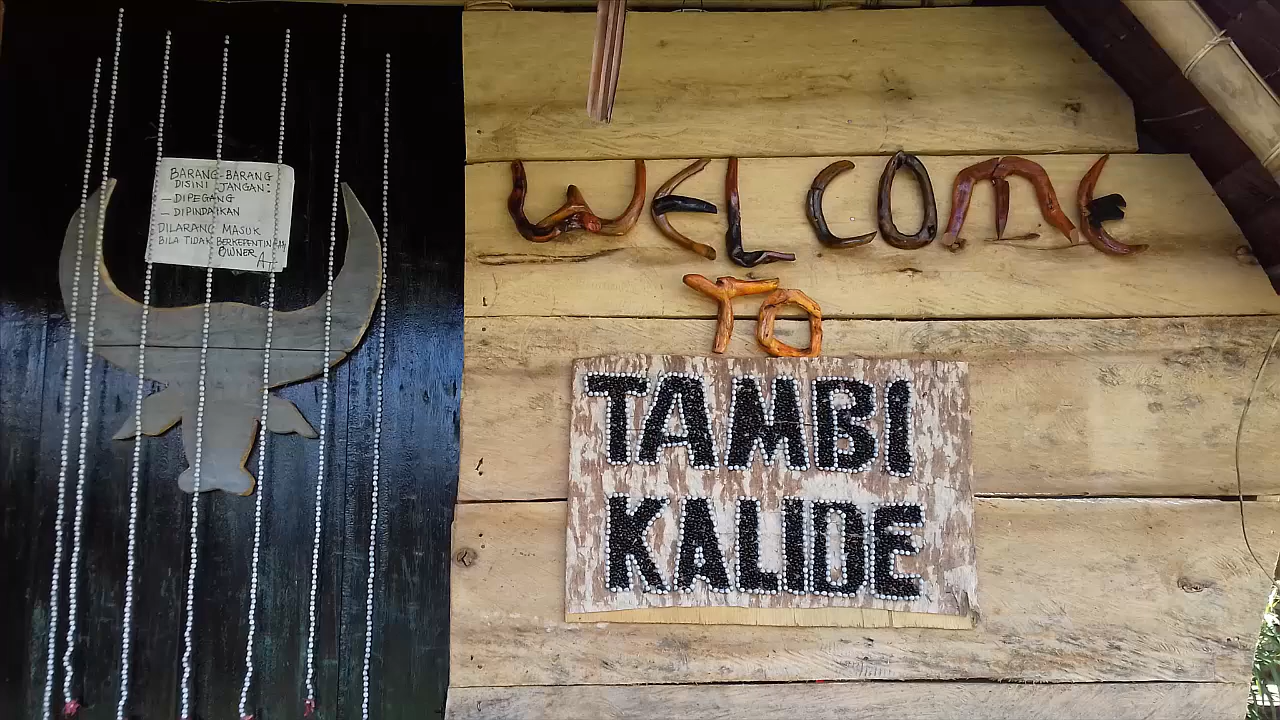 BARANG-BARANG
DISINI JANGAN:
- DIPEGANG
- DIPINDAHKAN
DILARANG MASUK
BILA TIDAK BERKEPENTINGAN
OWNER
WELCOME
TO
TAMBI
KALIDE